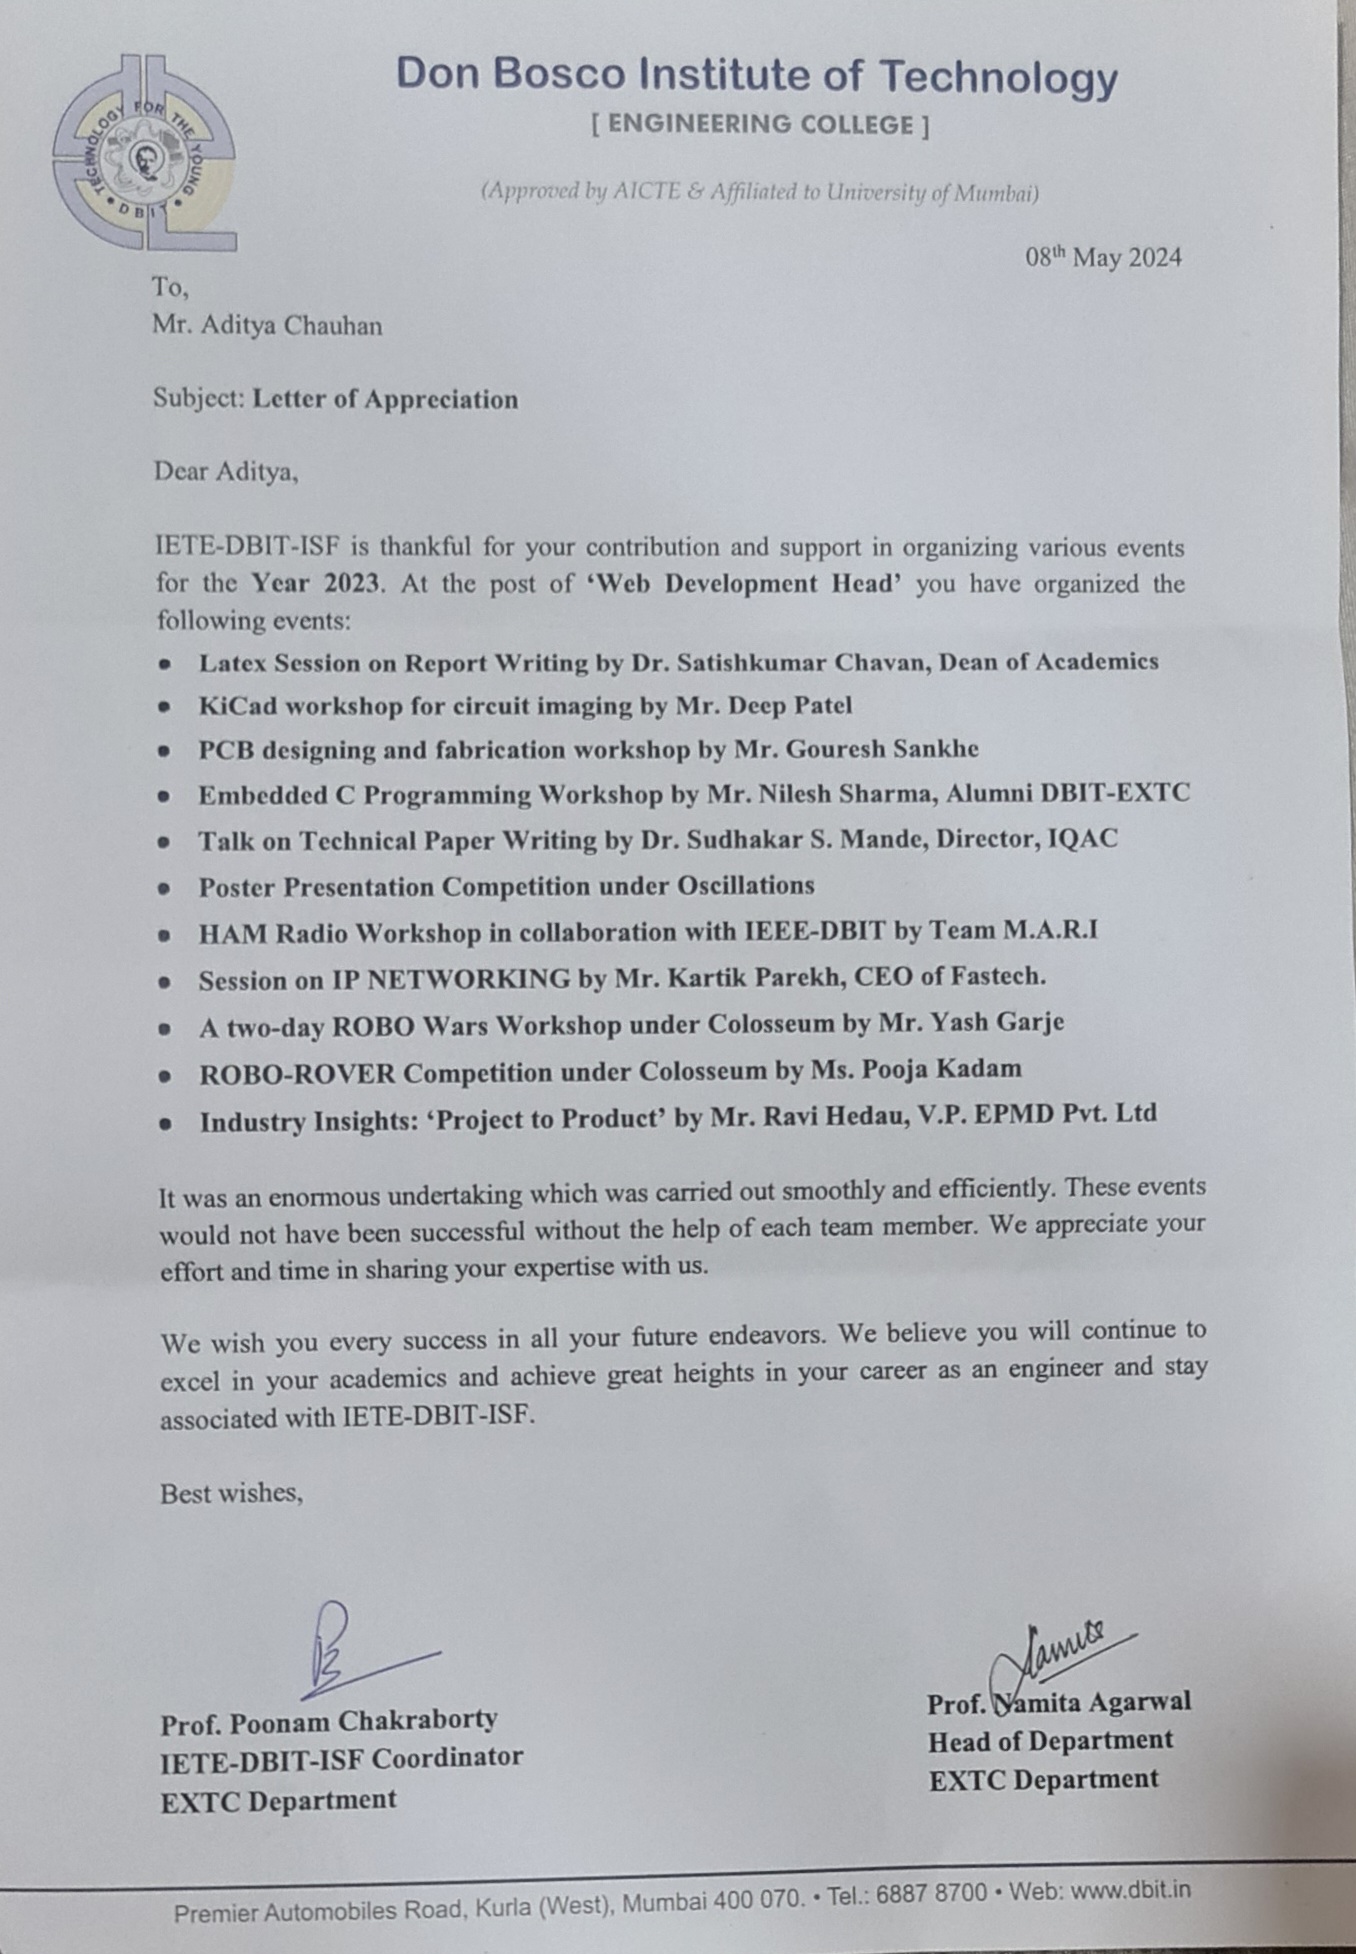 TECHNOLOGY FOR THE YOUNG
• DBIT •
Don Bosco Institute of Technology
[ ENGINEERING COLLEGE ]
(Approved by AICTE & Affiliated to University of Mumbai)
08th May 2024
To,
Mr. Aditya Chauhan
Subject: Letter of Appreciation
Dear Aditya,
IETE-DBIT-ISF is thankful for your contribution and support in organizing various events
for the Year 2023. At the post of ‘Web Development Head’ you have organized the
following events:
• Latex Session on Report Writing by Dr. Satishkumar Chavan, Dean of Academics
• KiCad workshop for circuit imaging by Mr. Deep Patel
• PCB designing and fabrication workshop by Mr. Gouresh Sankhe
• Embedded C Programming Workshop by Mr. Nilesh Sharma, Alumni DBIT-EXTC
• Talk on Technical Paper Writing by Dr. Sudhakar S. Mande, Director, IQAC
• Poster Presentation Competition under Oscillations
• HAM Radio Workshop in collaboration with IEEE-DBIT by Team M.A.R.I
• Session on IP NETWORKING by Mr. Kartik Parekh, CEO of Fastech.
• A two-day ROBO Wars Workshop under Colosseum by Mr. Yash Garje
• ROBO-ROVER Competition under Colosseum by Ms. Pooja Kadam
• Industry Insights: ‘Project to Product’ by Mr. Ravi Hedau, V.P. EPMD Pvt. Ltd
It was an enormous undertaking which was carried out smoothly and efficiently. These events
would not have been successful without the help of each team member. We appreciate your
effort and time in sharing your expertise with us.
We wish you every success in all your future endeavors. We believe you will continue to
excel in your academics and achieve great heights in your career as an engineer and stay
associated with IETE-DBIT-ISF.
Best wishes,
Namita
Prof. Poonam Chakraborty
IETE-DBIT-ISF Coordinator
EXTC Department
Prof. Namita Agarwal
Head of Department
EXTC Department
Premier Automobiles Road, Kurla (West), Mumbai 400 070. • Tel.: 6887 8700 • Web: www.dbit.in